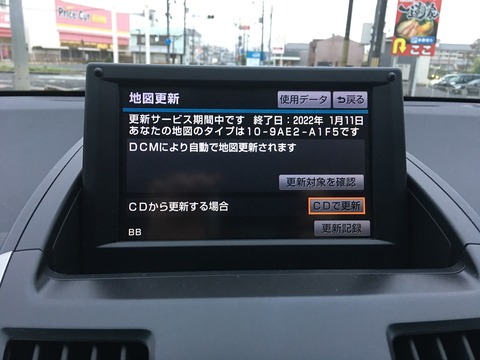 Price Cut
ここ
地図更新 使用データ 戻る
更新サービス期間中です 終了日：2022年 1月11日
あなたの地図のタイプは10-9AE2-A1F5です
DCMにより自動で地図更新されます
更新対象を確認
CDから更新する場合 CDで更新
BB 更新記録